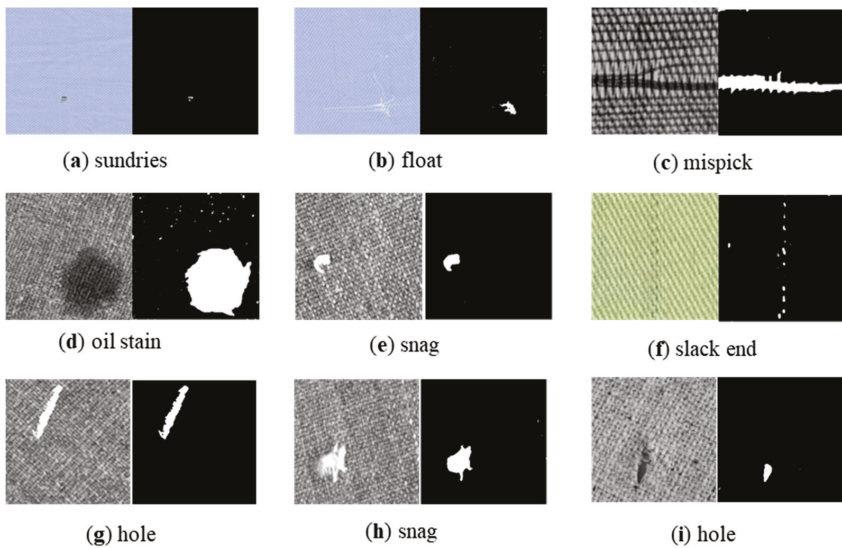 (a) sundries
(b) float
(c) mispick
(d) oil stain
(e) snag
(f) slack end
(g) hole
(h) snag
(i) hole